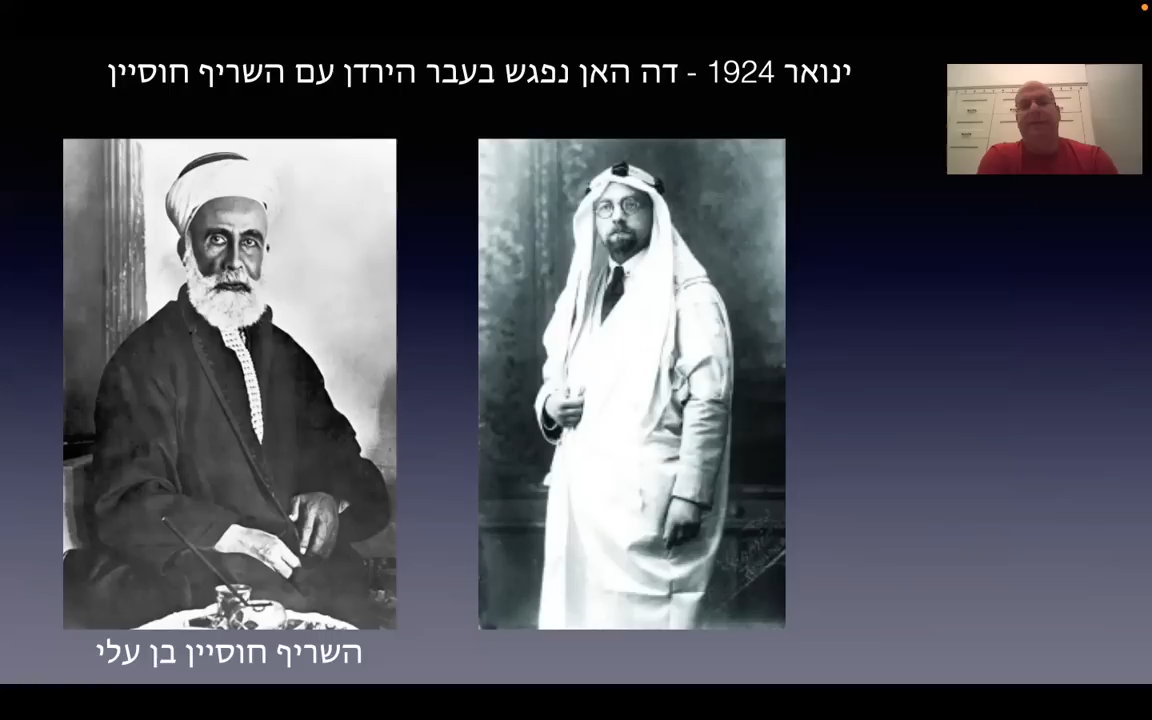 ינואר 1924 - דה האן נפגש בעבר הירדן עם השריף חוסיין
השריף חוסיין בן עלי